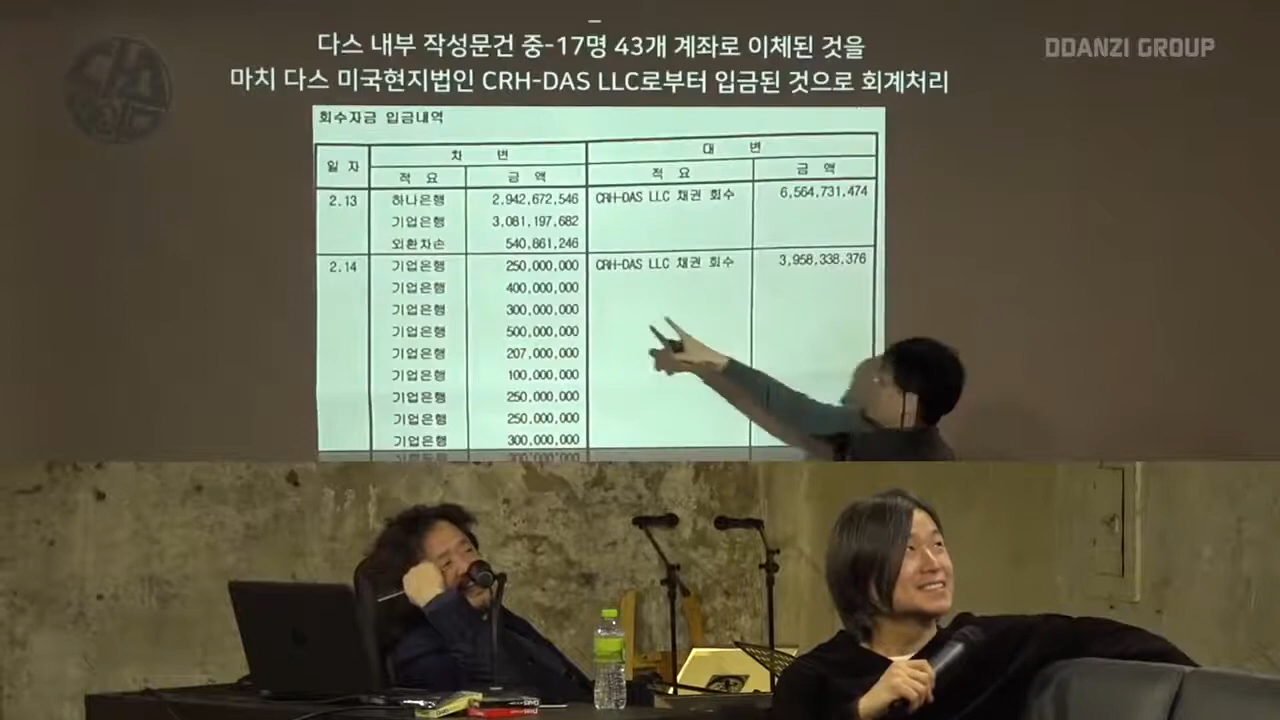 다스 내부 작성문건 중-17명 43개 계좌로 이체된 것을
마치 다스 미국현지법인 CRH-DAS LLC로부터 입금된 것으로 회계처리
DDANZI GROUP
회수자금 입금내역
일 자 차 변 대 변
적 요 금 액 적 요 금 액
2.13 하나은행 2,942,672,546 CRH-DAS LLC 채권 회수 6,564,731,474
기업은행 3,081,197,682
외환차손 540,861,246
2.14 기업은행 250,000,000 CRH-DAS LLC 채권 회수 3,958,338,376
기업은행 400,000,000
기업은행 300,000,000
기업은행 500,000,000
기업은행 207,000,000
기업은행 100,000,000
기업은행 250,000,000
기업은행 250,000,000
기업은행 300,000,000